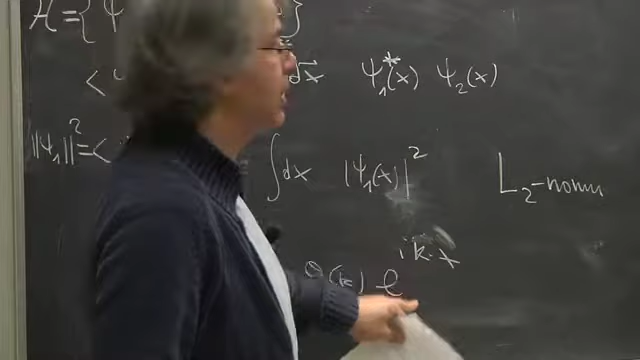 H={ Ψ }
< dx⃗ Ψ₁*(x) Ψ₂(x)
||Ψ₁||²=< ∫dx |Ψ₁(x)|²
L₂-norm
(k) e^{ik·x}